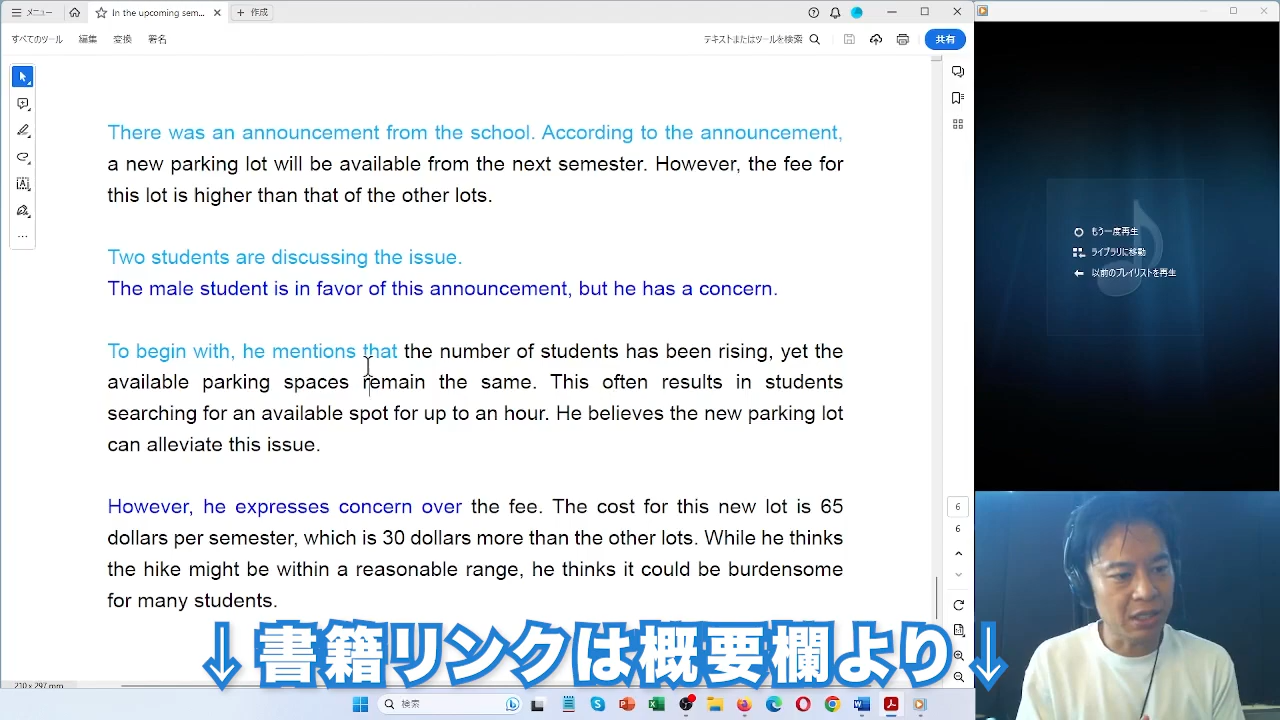 メニュー
In the upcoming sem...
作成
すべてのツール
編集
変換
署名
テキストまたはツールを検索
共有
There was an announcement from the school. According to the announcement,
a new parking lot will be available from the next semester. However, the fee for
this lot is higher than that of the other lots.
Two students are discussing the issue.
The male student is in favor of this announcement, but he has a concern.
To begin with, he mentions that the number of students has been rising, yet the
available parking spaces remain the same. This often results in students
searching for an available spot for up to an hour. He believes the new parking lot
can alleviate this issue.
However, he expresses concern over the fee. The cost for this new lot is 65
dollars per semester, which is 30 dollars more than the other lots. While he thinks
the hike might be within a reasonable range, he thinks it could be burdensome
for many students.
6
6
もう一度再生
ライブラリに移動
以前のプレイリストを再生
↓書籍リンクは概要欄より↓
検索